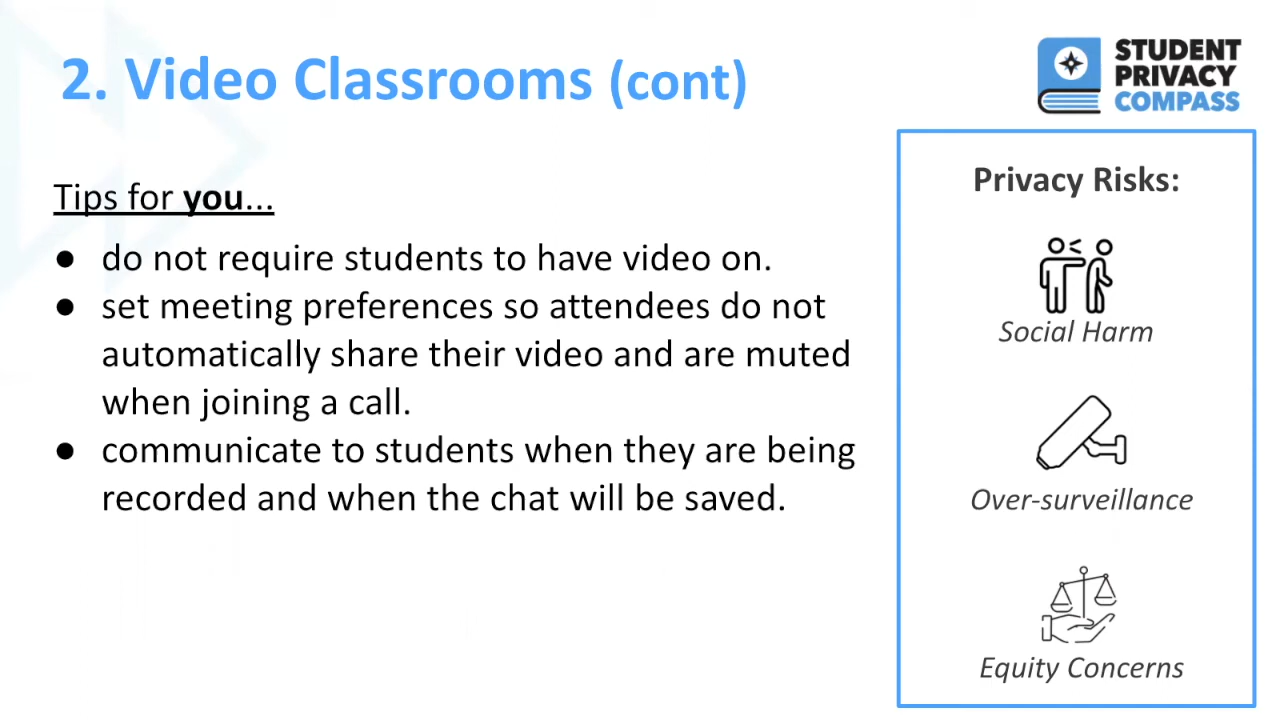 2. Video Classrooms (cont)
STUDENT
PRIVACY
COMPASS
Tips for you...
● do not require students to have video on.
● set meeting preferences so attendees do not
automatically share their video and are muted
when joining a call.
● communicate to students when they are being
recorded and when the chat will be saved.
Privacy Risks:
Social Harm
Over-surveillance
Equity Concerns